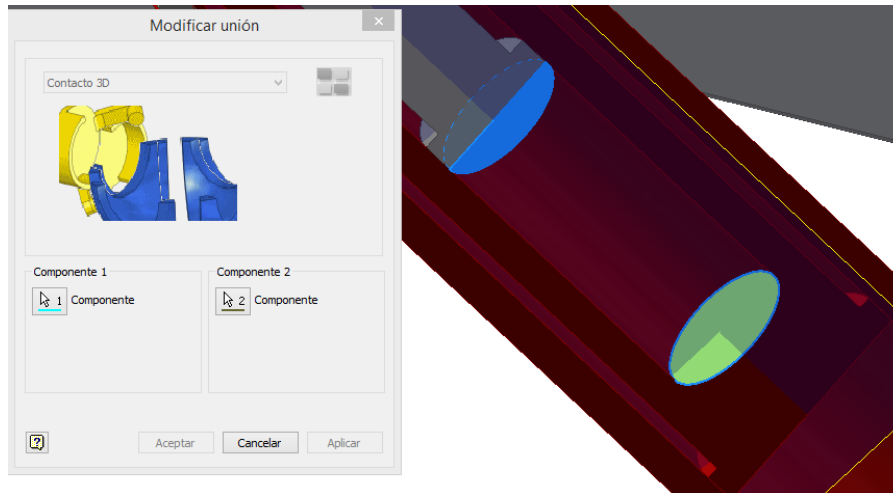 Modificar unión
Contacto 3D
Componente 1
Componente 2
1 Componente
2 Componente
?
Aceptar
Cancelar
Aplicar